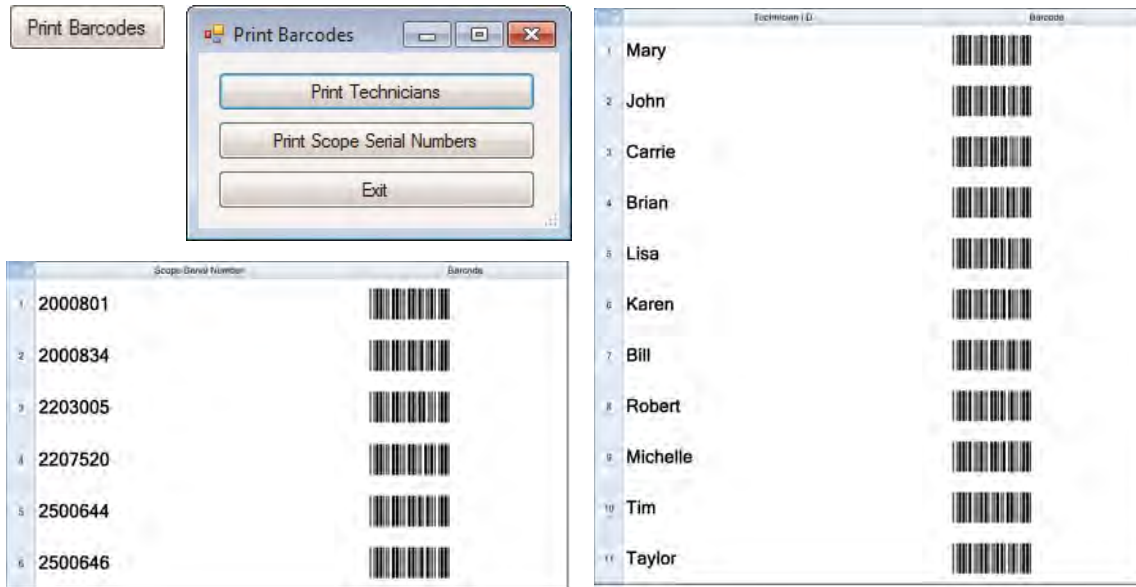 Print Barcodes
Print Barcodes
Print Technicians
Print Scope Serial Numbers
Exit
Scope Serial Number Barcode
1 2000801
2 2000834
3 2203005
4 2207520
5 2500644
6 2500646
Technician I.D. Barcode
1 Mary
2 John
3 Carrie
4 Brian
5 Lisa
6 Karen
7 Bill
8 Robert
9 Michelle
10 Tim
11 Taylor